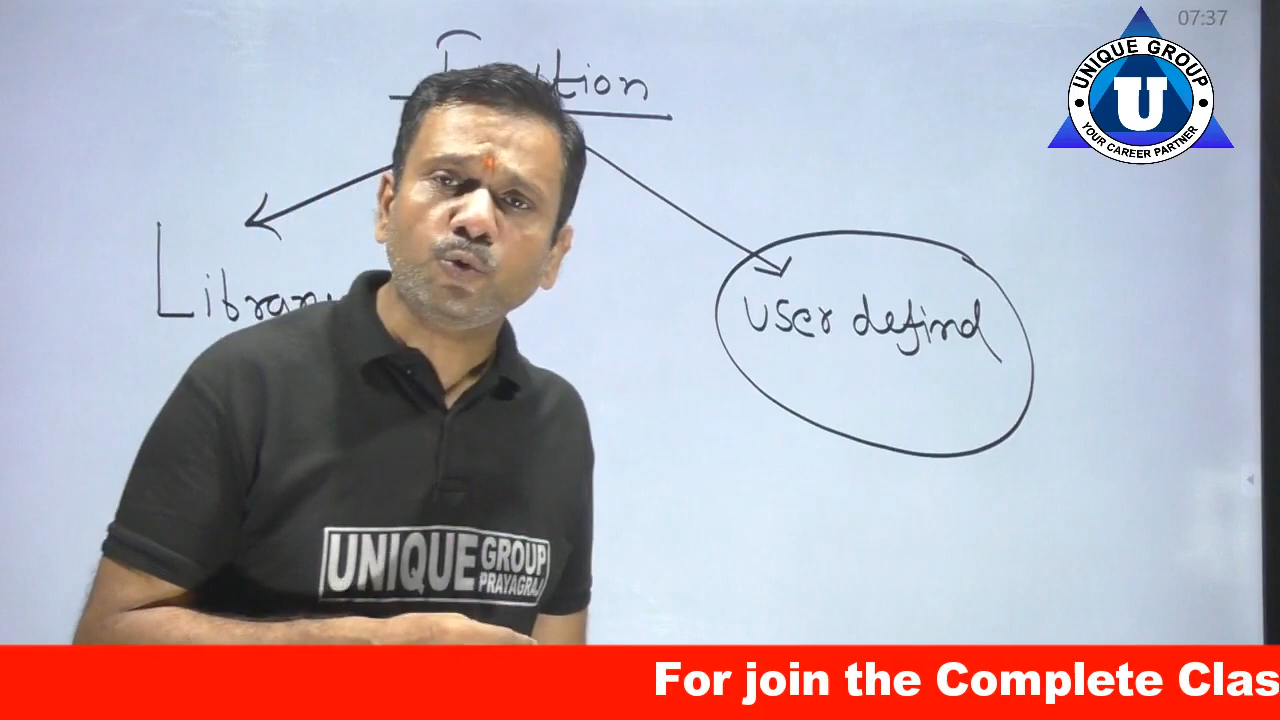 07:37
UNIQUE GROUP
U
YOUR CAREER PARTNER
User defind
UNIQUE GROUP
PRAYAGRAJ
For join the Complete Clas